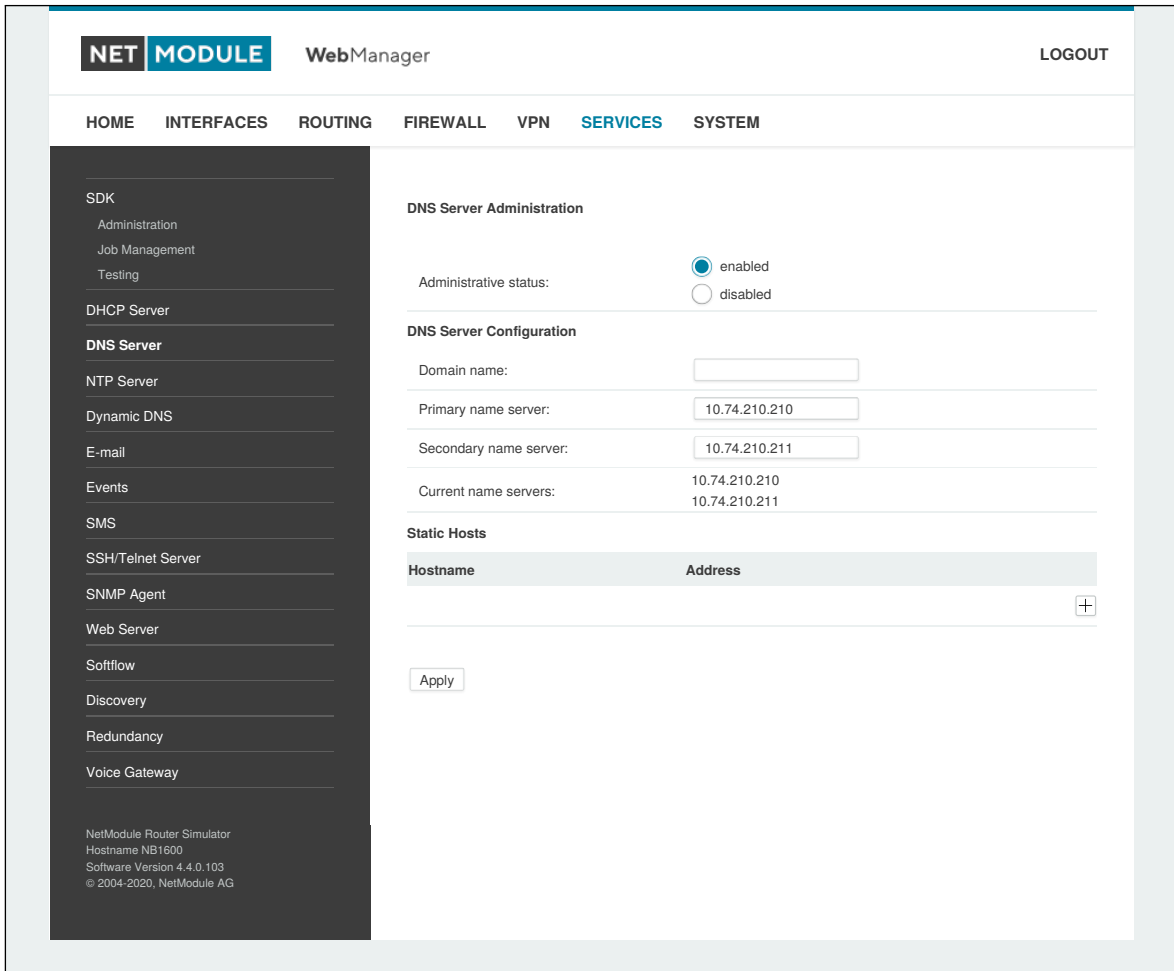 NET MODULE WebManager LOGOUT
HOME INTERFACES ROUTING FIREWALL VPN SERVICES SYSTEM
SDK
Administration
Job Management
Testing
DHCP Server
DNS Server
NTP Server
Dynamic DNS
E-mail
Events
SMS
SSH/Telnet Server
SNMP Agent
Web Server
Softflow
Discovery
Redundancy
Voice Gateway
NetModule Router Simulator
Hostname NB1600
Software Version 4.4.0.103
© 2004-2020, NetModule AG
DNS Server Administration
Administrative status:
enabled
disabled
DNS Server Configuration
Domain name:
Primary name server: 10.74.210.210
Secondary name server: 10.74.210.211
Current name servers:
10.74.210.210
10.74.210.211
Static Hosts
Hostname Address
Apply